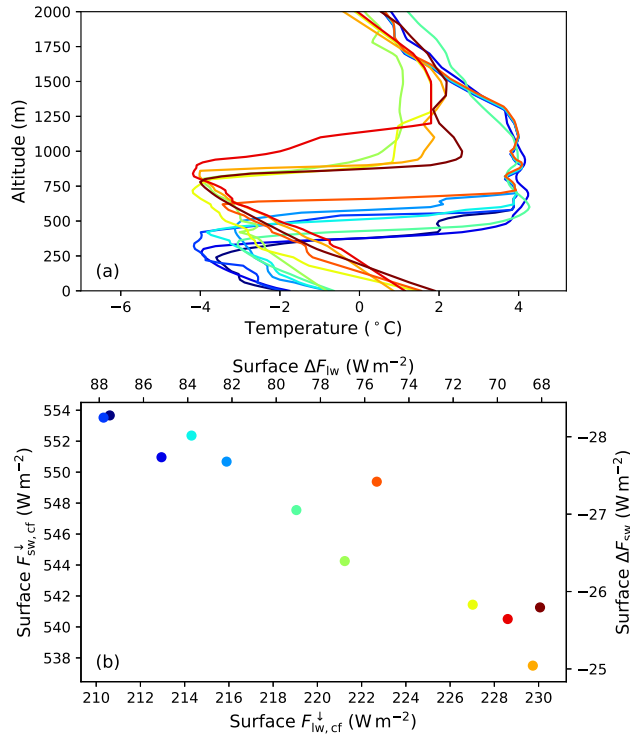 2000
1750
1500
1250
1000
750
500
250
0
Altitude (m)
(a)
−6 −4 −2 0 2 4
Temperature (°C)
Surface ΔF_lw (W m⁻²)
88 86 84 82 80 78 76 74 72 70 68
554
552
550
548
546
544
542
540
538
Surface F↓_sw, cf (W m⁻²)
(b)
−28
−27
−26
−25
Surface ΔF_sw (W m⁻²)
210 212 214 216 218 220 222 224 226 228 230
Surface F↓_lw, cf (W m⁻²)